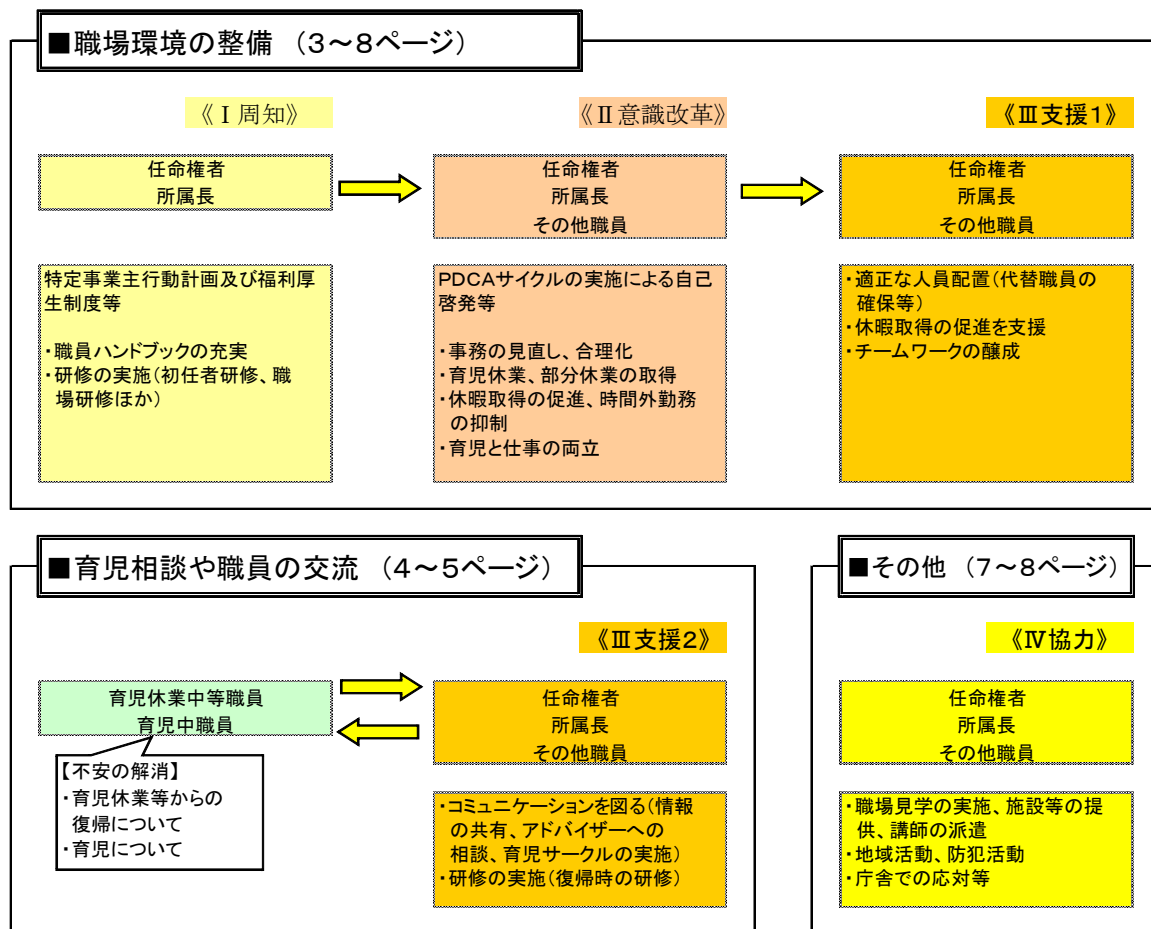 ■職場環境の整備 （３～８ページ）
《Ⅰ周知》
任命権者
所属長
特定事業主行動計画及び福利厚
生制度等
・職員ハンドブックの充実
・研修の実施（初任者研修、職
場研修ほか）
《Ⅱ意識改革》
任命権者
所属長
その他職員
ＰＤＣＡサイクルの実施による自己
啓発等
・事務の見直し、合理化
・育児休業、部分休業の取得
・休暇取得の促進、時間外勤務
の抑制
・育児と仕事の両立
《Ⅲ支援１》
任命権者
所属長
その他職員
・適正な人員配置（代替職員の
確保等）
・休暇取得の促進を支援
・チームワークの醸成
■育児相談や職員の交流 （４～５ページ）
育児休業中等職員
育児中職員
【不安の解消】
・育児休業等からの
復帰について
・育児について
《Ⅲ支援２》
任命権者
所属長
その他職員
・コミュニケーションを図る（情報
の共有、アドバイザーへの
相談、育児サークルの実施）
・研修の実施（復帰時の研修）
■その他 （７～８ページ）
《Ⅳ協力》
任命権者
所属長
その他職員
・職場見学の実施、施設等の提
供、講師の派遣
・地域活動、防犯活動
・庁舎での応対等